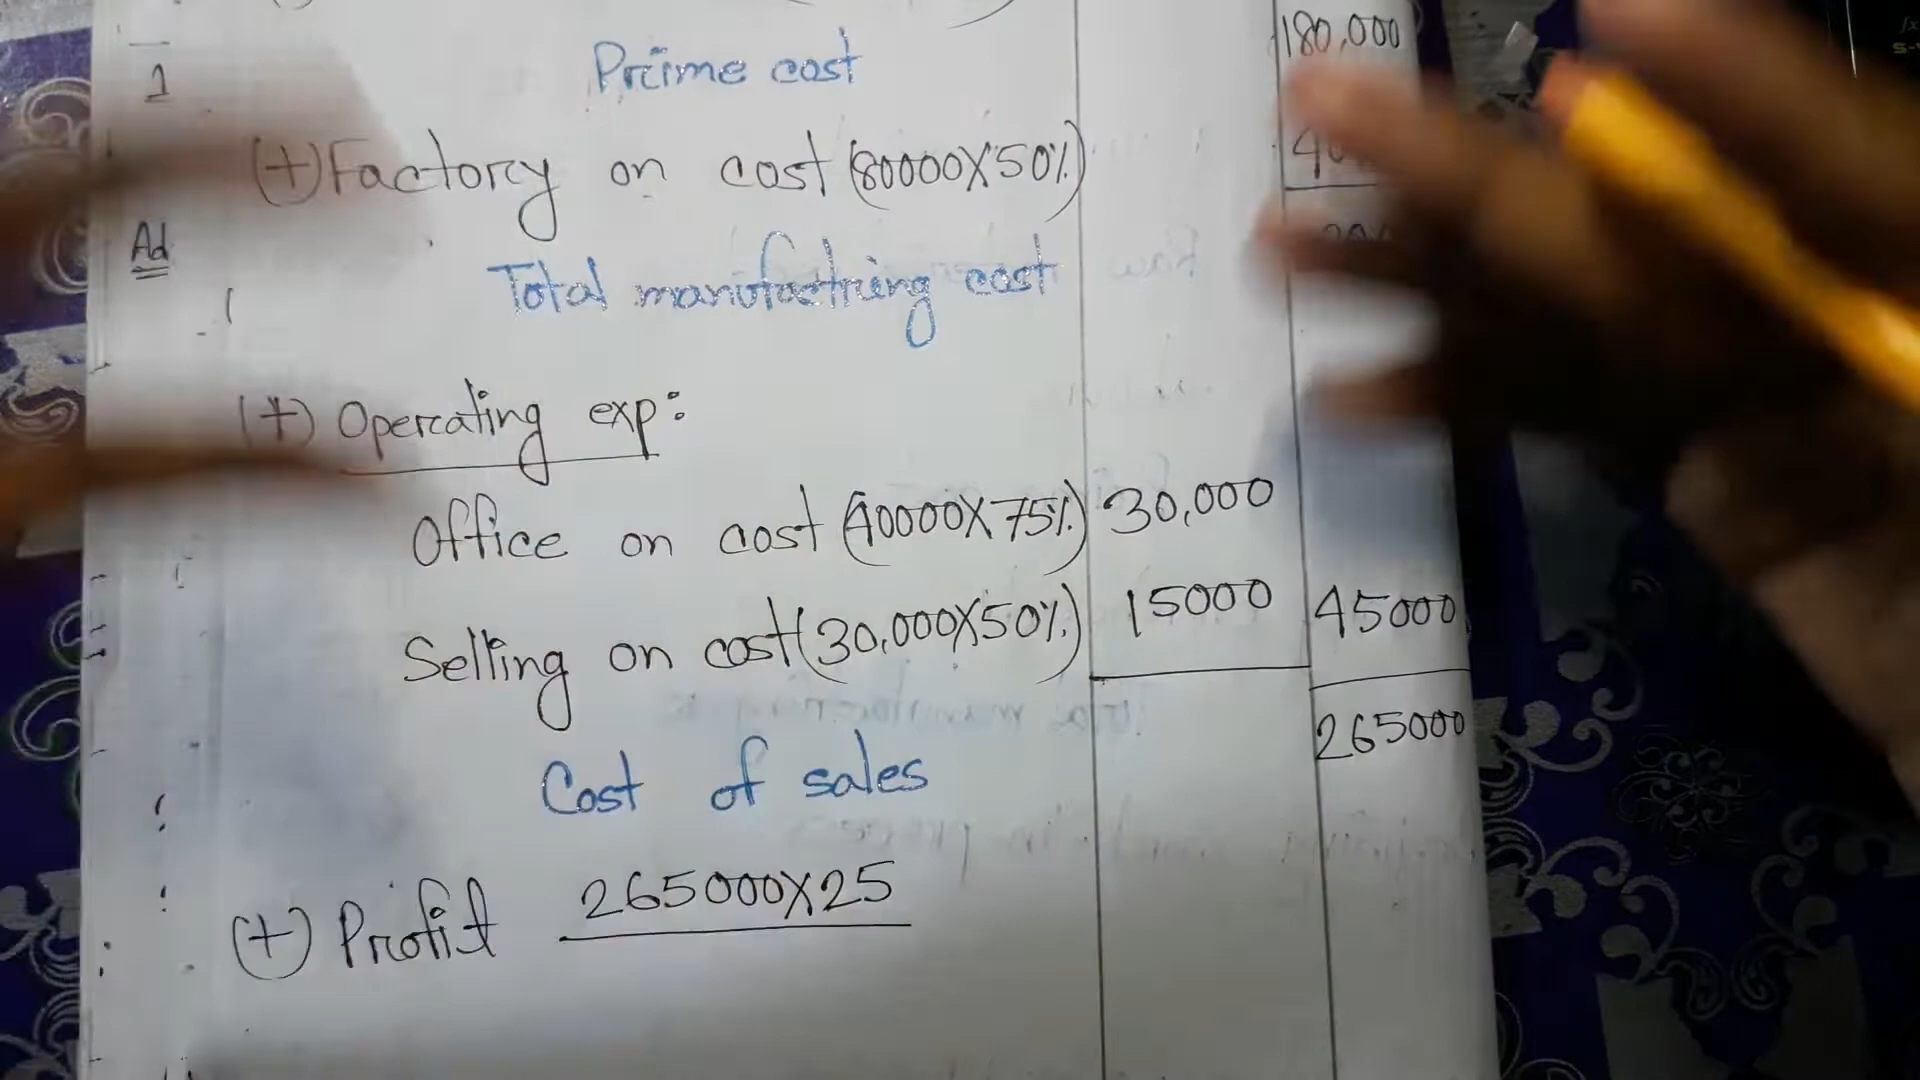 Prime cost 180,000
1
(+) Factory on cost (80000X50%)
Ad
Total manufactring cost
(+) Operating exp:
Office on cost (40000X75%) 30,000
Selling on cost (30,000X50%) 15000 45000
265000
Cost of sales
(+) Profit 265000X25